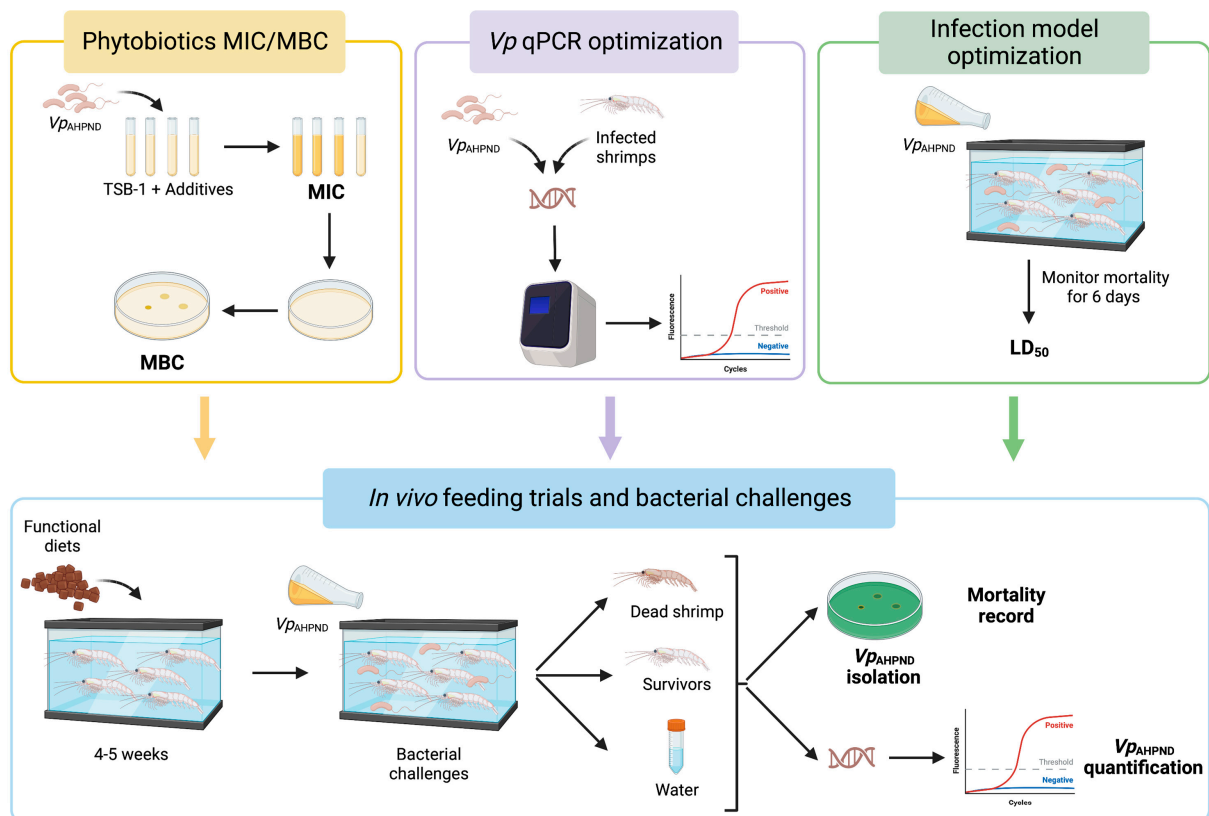 Phytobiotics MIC/MBC
VpAHPND
TSB-1 + Additives
MIC
MBC
Vp qPCR optimization
VpAHPND
Infected
shrimps
Fluorescence
Positive
Threshold
Negative
Cycles
Infection model
optimization
VpAHPND
Monitor mortality
for 6 days
LD50
In vivo feeding trials and bacterial challenges
Functional
diets
4-5 weeks
VpAHPND
Bacterial
challenges
Dead shrimp
Survivors
Water
VpAHPND
isolation
Mortality
record
Fluorescence
Positive
Threshold
Negative
Cycles
VpAHPND
quantification